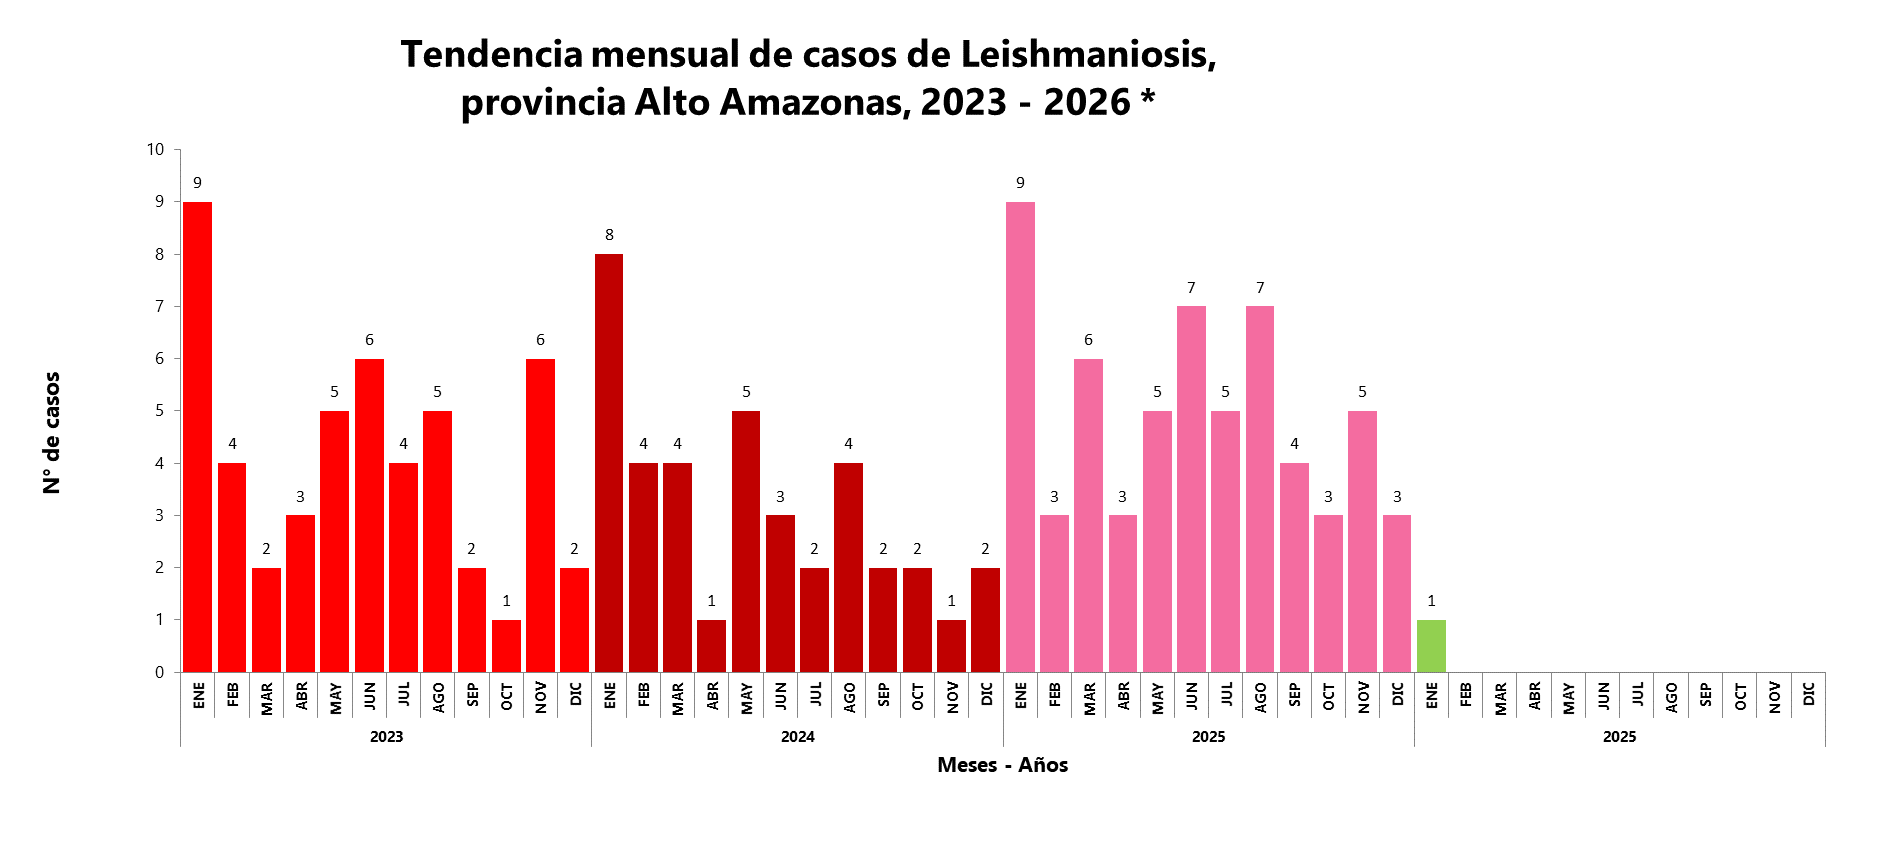 Tendencia mensual de casos de Leishmaniosis,
provincia Alto Amazonas, 2023 - 2026 *
N° de casos
10
9
8
7
6
5
4
3
2
1
0
9 4 2 3 5 6 4 5 2 1 6 2 8 4 4 1 5 3 2 4 2 2 1 2 9 3 6 3 5 7 5 7 4 3 5 3 1
ENE FEB MAR ABR MAY JUN JUL AGO SEP OCT NOV DIC ENE FEB MAR ABR MAY JUN JUL AGO SEP OCT NOV DIC ENE FEB MAR ABR MAY JUN JUL AGO SEP OCT NOV DIC ENE FEB MAR ABR MAY JUN JUL AGO SEP OCT NOV DIC
2023 2024 2025 2025
Meses - Años